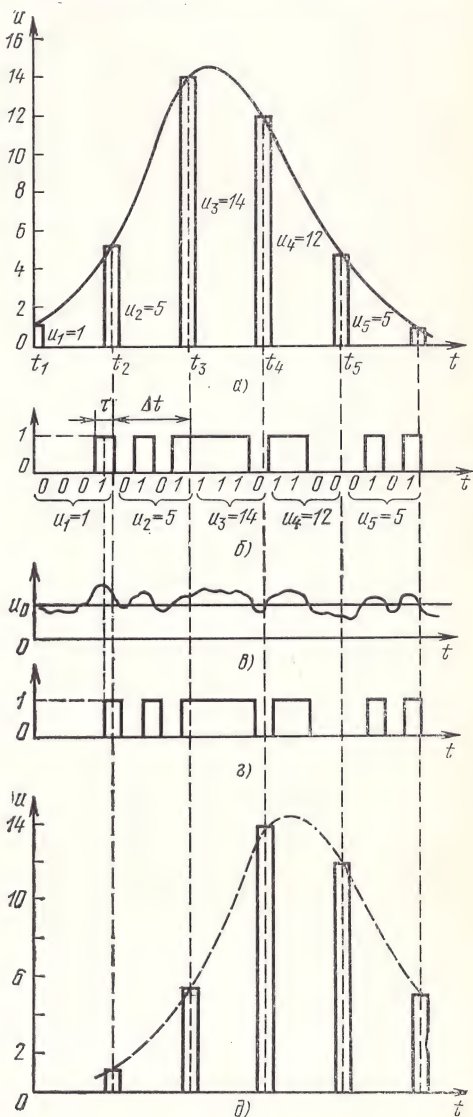 u
16
14
12
10
8
6
4
2
0
t
u₁=1
u₂=5
u₃=14
u₄=12
u₅=5
t₁ t₂ t₃ t₄ t₅
а)
τ Δt
1
0
t
0 0 0 1 0 1 0 1 1 1 1 0 1 1 0 0 0 1 0 1
u₁=1 u₂=5 u₃=14 u₄=12 u₅=5
б)
u₀
0
t
в)
1
0
t
г)
u
14
10
6
2
0
t
д)